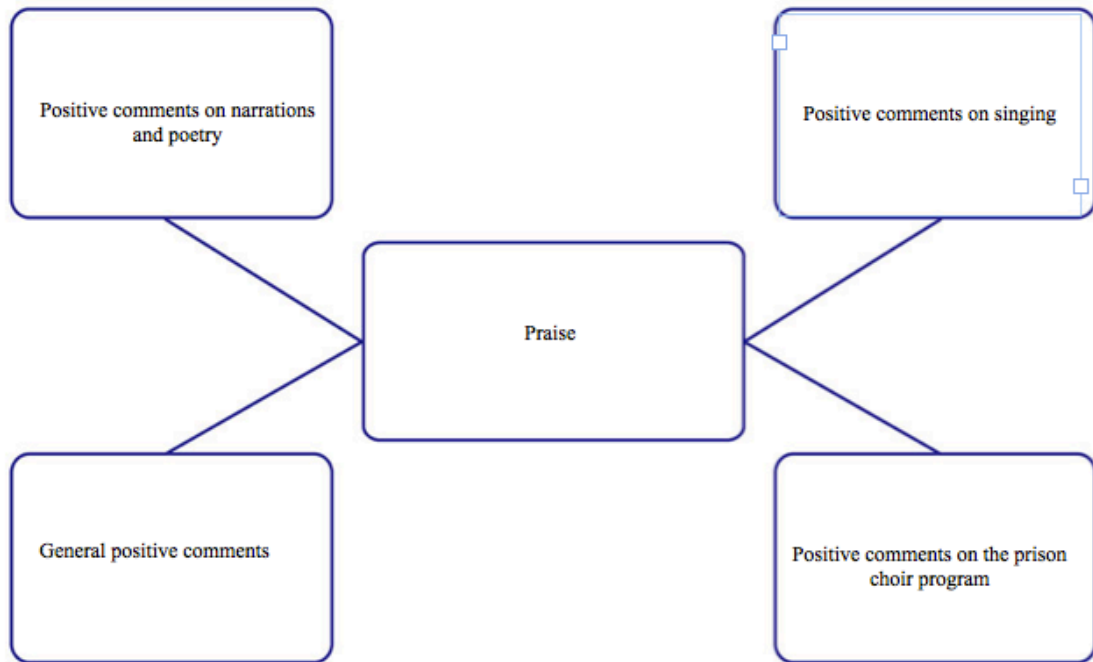 Positive comments on narrations
and poetry
Positive comments on singing
Praise
General positive comments
Positive comments on the prison
choir program